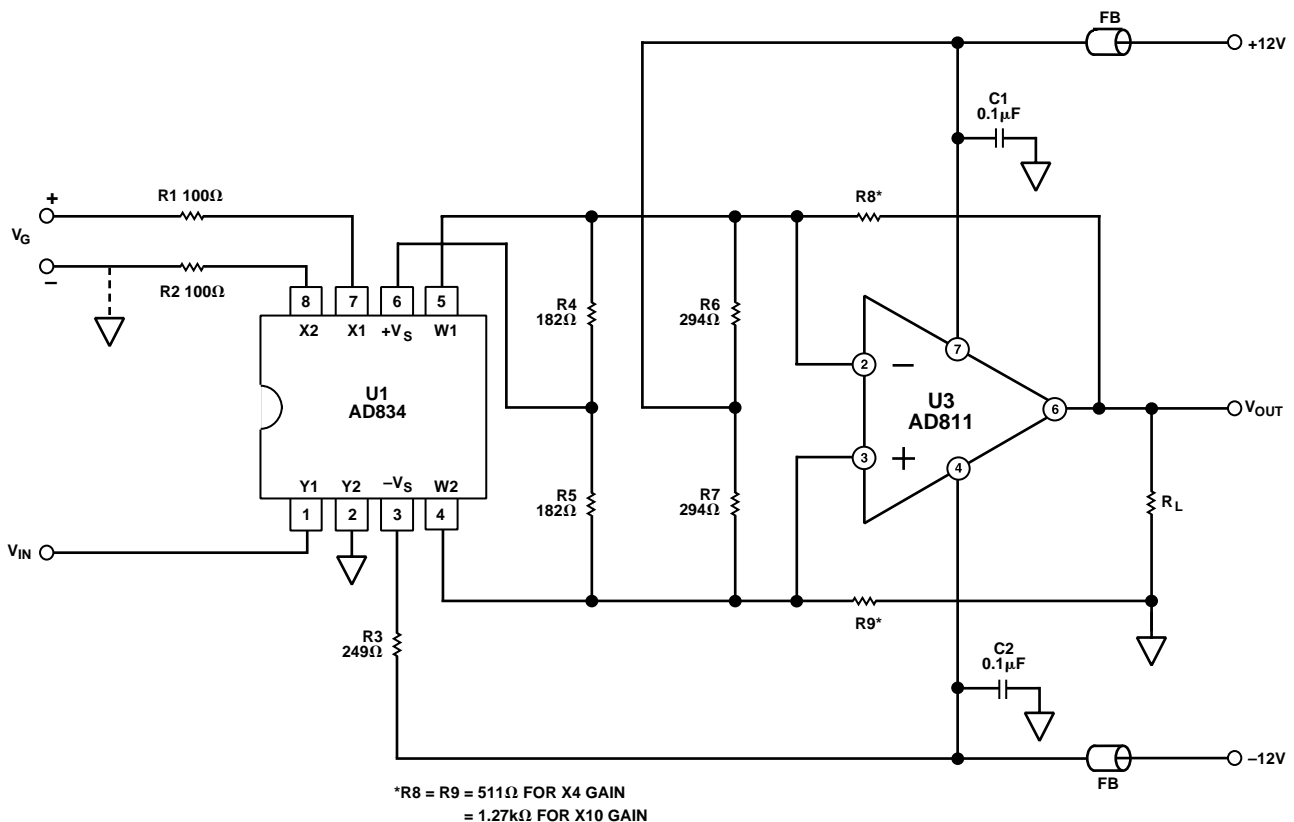 FB
+12V
C1
0.1μF
+
R1 100Ω
R8*
VG
–
R2 100Ω
8
7
6
5
X2
X1
+VS
W1
R4
182Ω
R6
294Ω
2
–
7
U1
AD834
U3
AD811
6
VOUT
3
+
4
Y1
Y2
–VS
W2
R5
182Ω
R7
294Ω
RL
1
2
3
4
VIN
R9*
R3
249Ω
C2
0.1μF
–12V
FB
*R8 = R9 = 511Ω FOR X4 GAIN
= 1.27kΩ FOR X10 GAIN